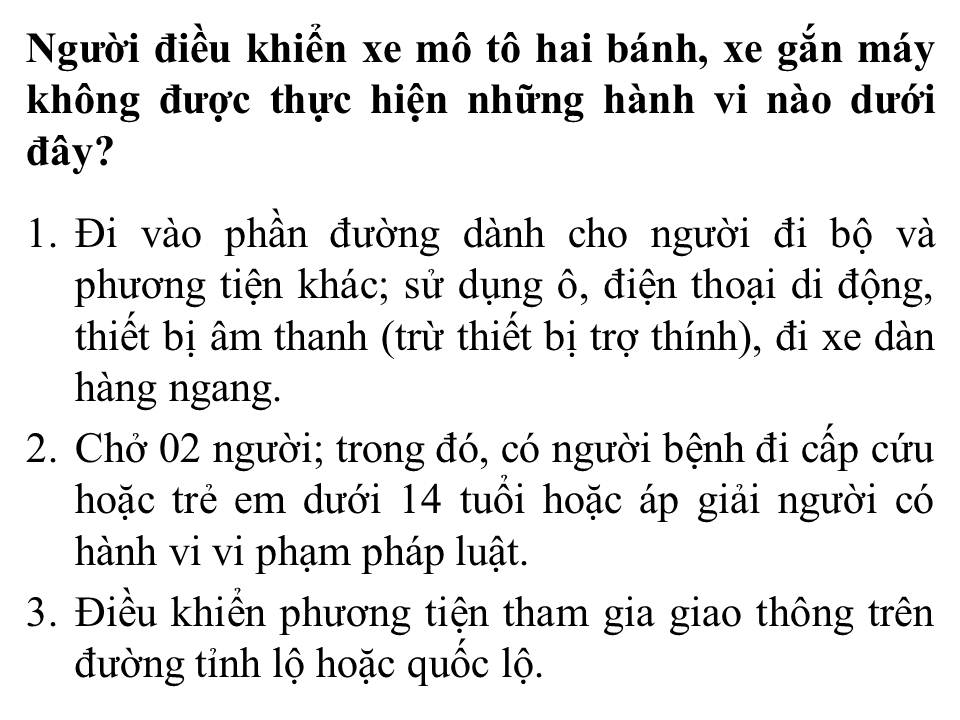 Người điều khiển xe mô tô hai bánh, xe gắn máy
không được thực hiện những hành vi nào dưới
đây?
1. Đi vào phần đường dành cho người đi bộ và
phương tiện khác; sử dụng ô, điện thoại di động,
thiết bị âm thanh (trừ thiết bị trợ thính), đi xe dàn
hàng ngang.
2. Chở 02 người; trong đó, có người bệnh đi cấp cứu
hoặc trẻ em dưới 14 tuổi hoặc áp giải người có
hành vi vi phạm pháp luật.
3. Điều khiển phương tiện tham gia giao thông trên
đường tỉnh lộ hoặc quốc lộ.